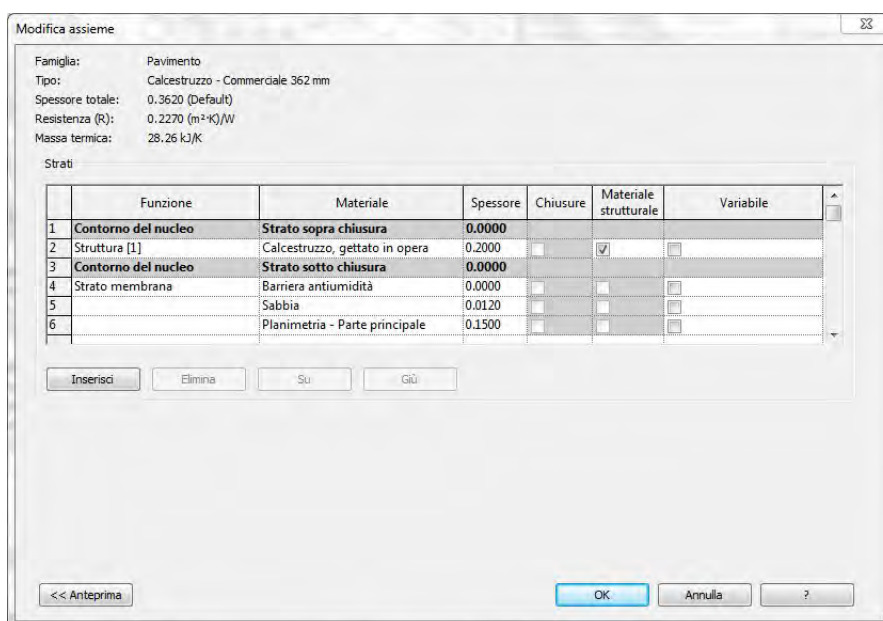 Modifica assieme
Famiglia: Pavimento
Tipo: Calcestruzzo - Commerciale 362 mm
Spessore totale: 0.3620 (Default)
Resistenza (R): 0.2270 (m²·K)/W
Massa termica: 28.26 kJ/K
Strati
Funzione Materiale Spessore Chiusure Materiale strutturale Variabile
1 Contorno del nucleo Strato sopra chiusura 0.0000
2 Struttura [1] Calcestruzzo, gettato in opera 0.2000
3 Contorno del nucleo Strato sotto chiusura 0.0000
4 Strato membrana Barriera antiumidità 0.0000
5 Sabbia 0.0120
6 Planimetria - Parte principale 0.1500
Inserisci Elimina Su Giù
<< Anteprima OK Annulla ?